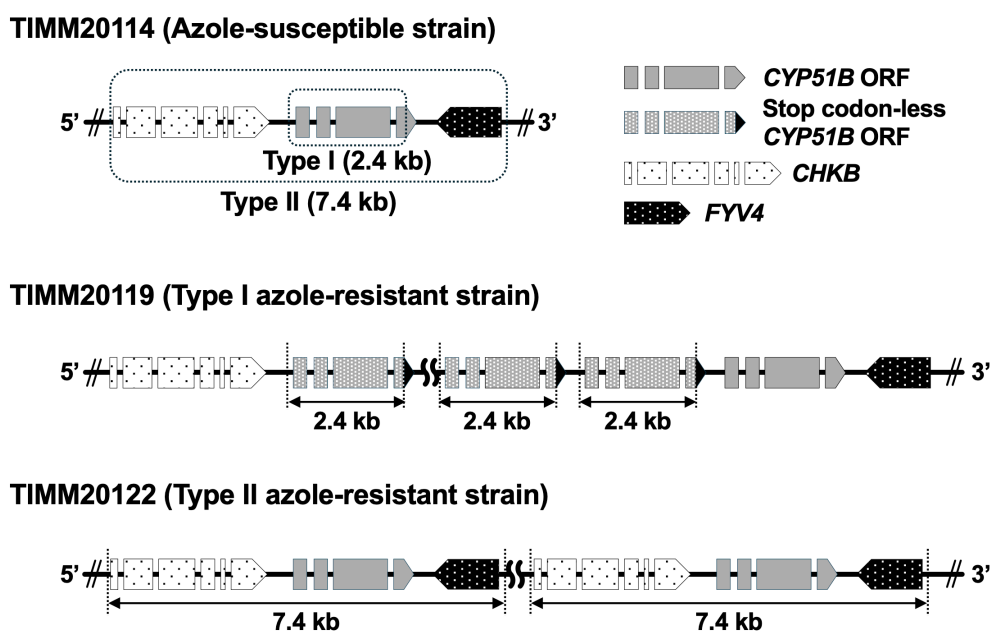 TIMM20114 (Azole-susceptible strain)
5’
3’
Type I (2.4 kb)
Type II (7.4 kb)
CYP51B ORF
Stop codon-less
CYP51B ORF
CHKB
FYV4
TIMM20119 (Type I azole-resistant strain)
5’
3’
2.4 kb
2.4 kb
2.4 kb
TIMM20122 (Type II azole-resistant strain)
5’
3’
7.4 kb
7.4 kb